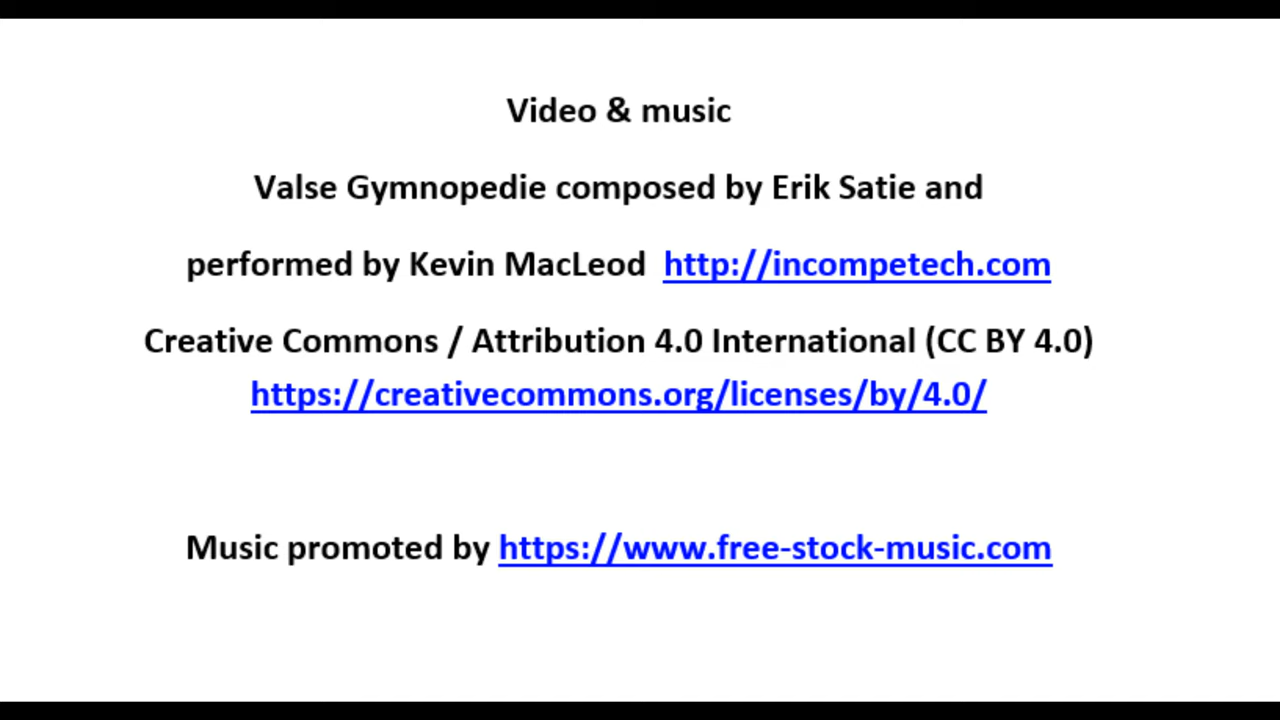 Video & music
Valse Gymnopedie composed by Erik Satie and
performed by Kevin MacLeod http://incompetech.com
Creative Commons / Attribution 4.0 International (CC BY 4.0)
https://creativecommons.org/licenses/by/4.0/
Music promoted by https://www.free-stock-music.com